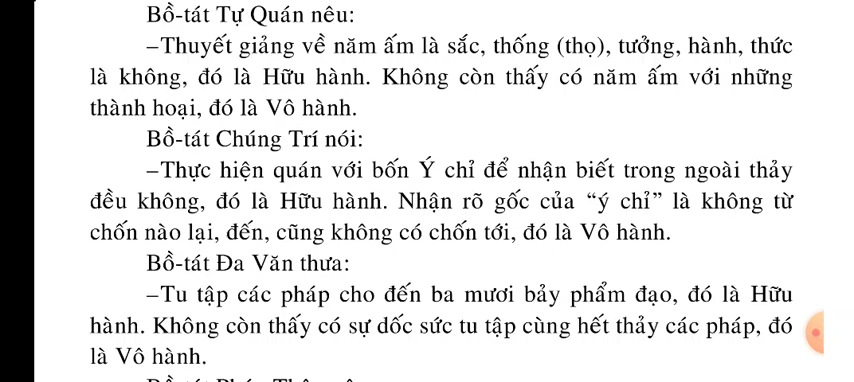 Bồ-tát Tự Quán nêu:
–Thuyết giảng về năm ấm là sắc, thống (thọ), tưởng, hành, thức
là không, đó là Hữu hành. Không còn thấy có năm ấm với những
thành hoại, đó là Vô hành.
Bồ-tát Chúng Trí nói:
–Thực hiện quán với bốn Ý chỉ để nhận biết trong ngoài thảy
đều không, đó là Hữu hành. Nhận rõ gốc của “ý chỉ” là không từ
chốn nào lại, đến, cũng không có chốn tới, đó là Vô hành.
Bồ-tát Đa Văn thưa:
–Tu tập các pháp cho đến ba mươi bảy phẩm đạo, đó là Hữu
hành. Không còn thấy có sự dốc sức tu tập cùng hết thảy các pháp, đó
là Vô hành.